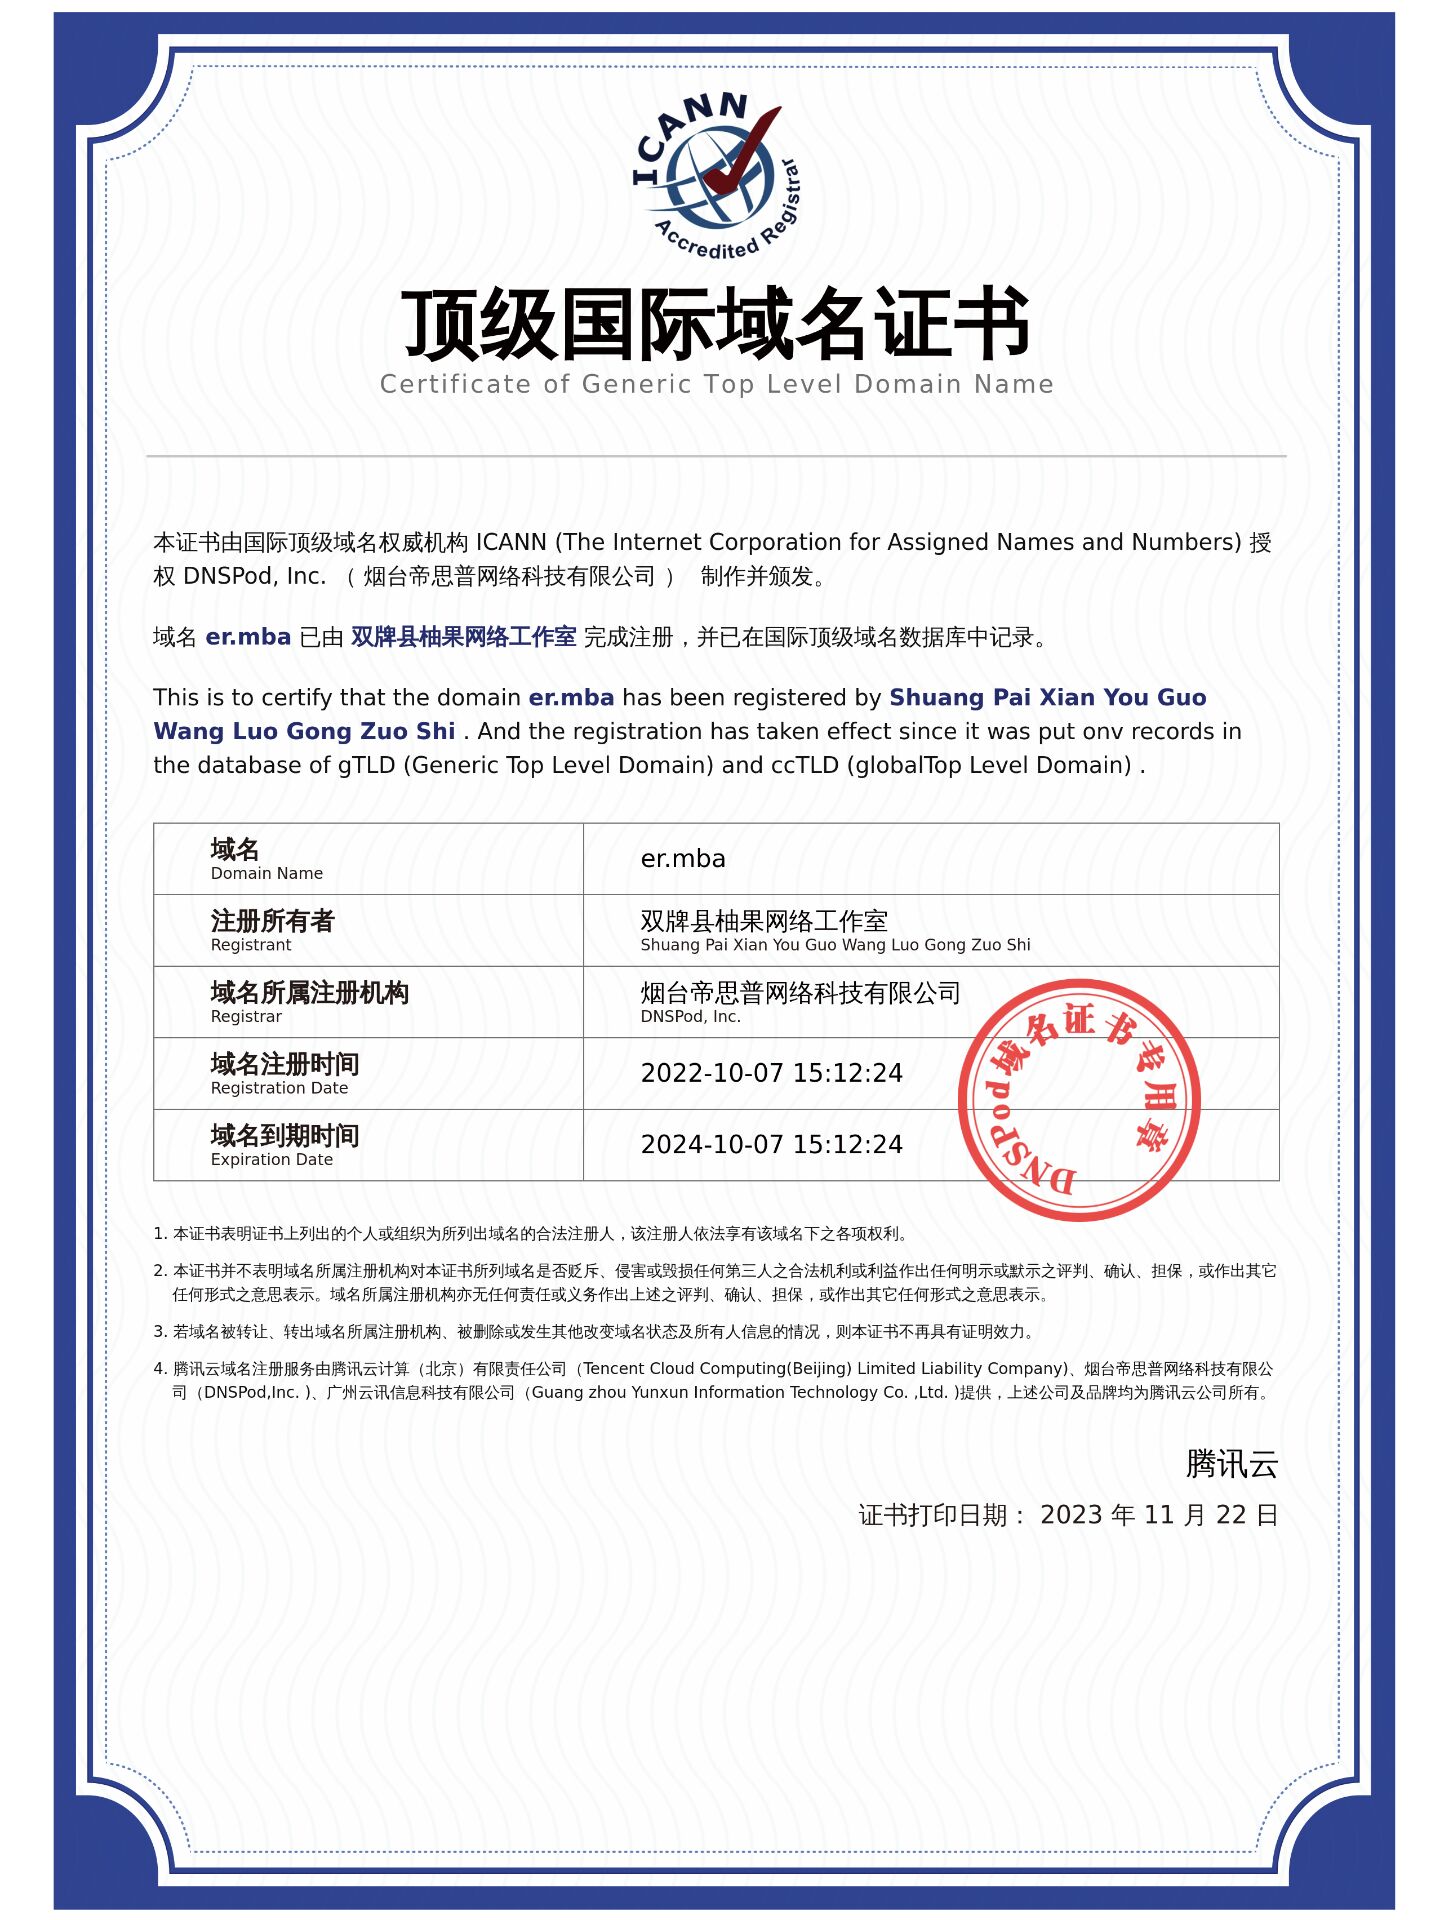 ICANN
Accredited Registrar
顶级国际域名证书
Certificate of Generic Top Level Domain Name
本证书由国际顶级域名权威机构 ICANN (The Internet Corporation for Assigned Names and Numbers) 授
权 DNSPod, Inc. （ 烟台帝思普网络科技有限公司 ） 制作并颁发。
域名 er.mba 已由 双牌县柚果网络工作室 完成注册，并已在国际顶级域名数据库中记录。
This is to certify that the domain er.mba has been registered by Shuang Pai Xian You Guo
Wang Luo Gong Zuo Shi . And the registration has taken effect since it was put onv records in
the database of gTLD (Generic Top Level Domain) and ccTLD (globalTop Level Domain) .
域名
Domain Name
er.mba
注册所有者
Registrant
双牌县柚果网络工作室
Shuang Pai Xian You Guo Wang Luo Gong Zuo Shi
域名所属注册机构
Registrar
烟台帝思普网络科技有限公司
DNSPod, Inc.
域名注册时间
Registration Date
2022-10-07 15:12:24
域名到期时间
Expiration Date
2024-10-07 15:12:24
DNSPod域名证书专用章
1. 本证书表明证书上列出的个人或组织为所列出域名的合法注册人，该注册人依法享有该域名下之各项权利。
2. 本证书并不表明域名所属注册机构对本证书所列域名是否贬斥、侵害或毁损任何第三人之合法机利或利益作出任何明示或默示之评判、确认、担保，或作出其它
任何形式之意思表示。域名所属注册机构亦无任何责任或义务作出上述之评判、确认、担保，或作出其它任何形式之意思表示。
3. 若域名被转让、转出域名所属注册机构、被删除或发生其他改变域名状态及所有人信息的情况，则本证书不再具有证明效力。
4. 腾讯云域名注册服务由腾讯云计算（北京）有限责任公司（Tencent Cloud Computing(Beijing) Limited Liability Company)、烟台帝思普网络科技有限公
司（DNSPod,Inc. )、广州云讯信息科技有限公司（Guang zhou Yunxun Information Technology Co. ,Ltd. )提供，上述公司及品牌均为腾讯云公司所有。
腾讯云
证书打印日期： 2023 年 11 月 22 日